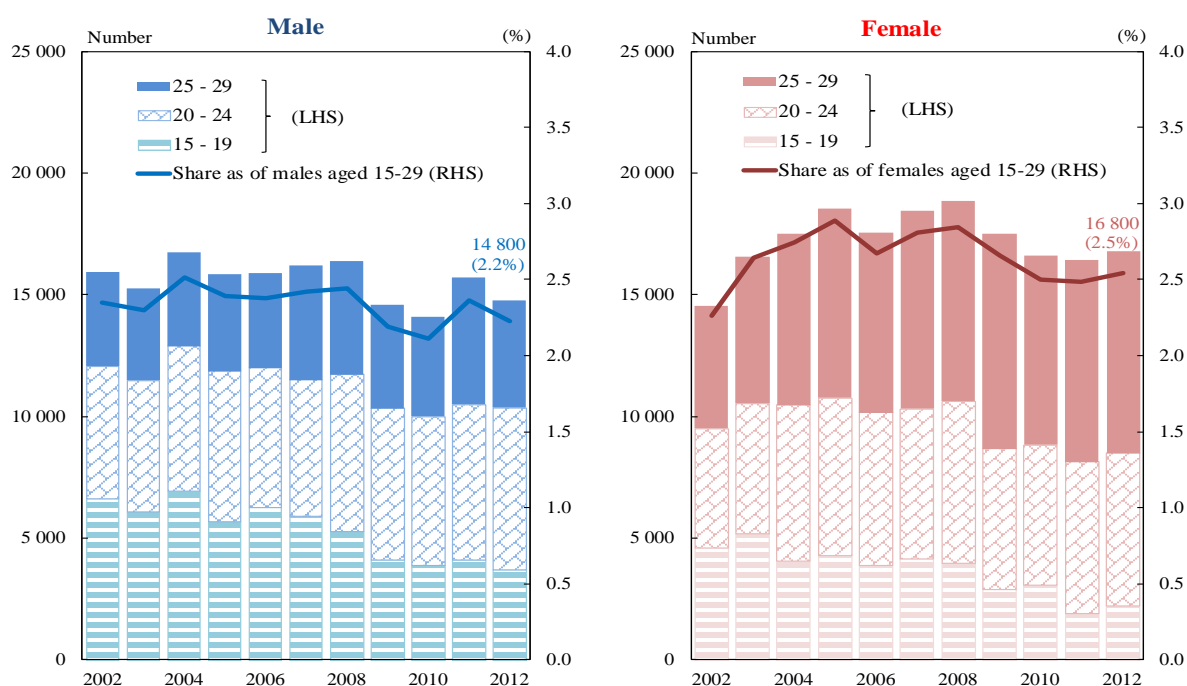 Male
Number
(%)
25 000
20 000
15 000
10 000
5 000
0
4.0
3.5
3.0
2.5
2.0
1.5
1.0
0.5
0.0
25 - 29
20 - 24
15 - 19
(LHS)
Share as of males aged 15-29 (RHS)
14 800
(2.2%)
2002 2004 2006 2008 2010 2012
Female
Number
(%)
25 000
20 000
15 000
10 000
5 000
0
4.0
3.5
3.0
2.5
2.0
1.5
1.0
0.5
0.0
25 - 29
20 - 24
15 - 19
(LHS)
Share as of females aged 15-29 (RHS)
16 800
(2.5%)
2002 2004 2006 2008 2010 2012